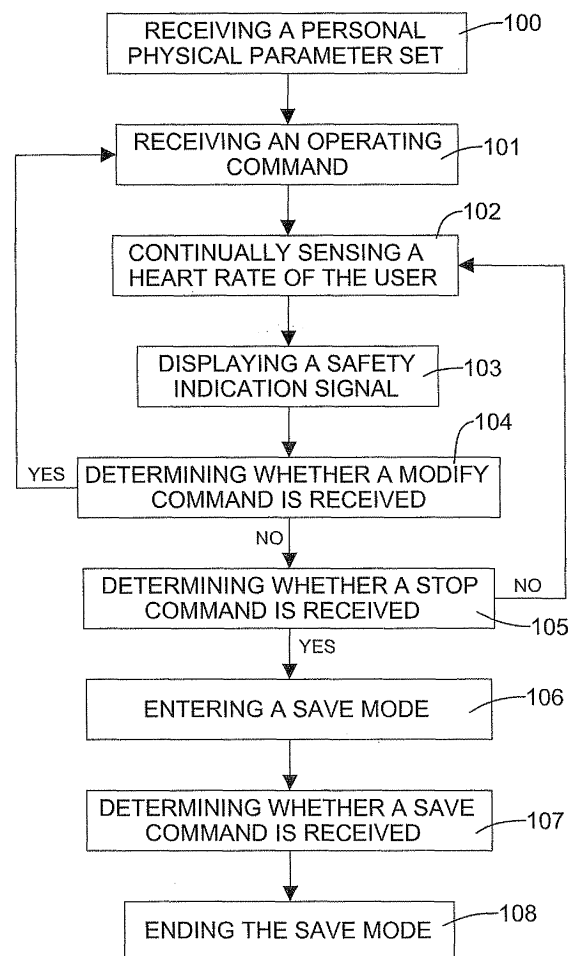 RECEIVING A PERSONAL
PHYSICAL PARAMETER SET
100
RECEIVING AN OPERATING
COMMAND
101
102
CONTINUALLY SENSING A
HEART RATE OF THE USER
DISPLAYING A SAFETY
INDICATION SIGNAL
103
104
YES
DETERMINING WHETHER A MODIFY
COMMAND IS RECEIVED
NO
DETERMINING WHETHER A STOP
COMMAND IS RECEIVED
NO
105
YES
ENTERING A SAVE MODE
106
DETERMINING WHETHER A SAVE
COMMAND IS RECEIVED
107
ENDING THE SAVE MODE
108